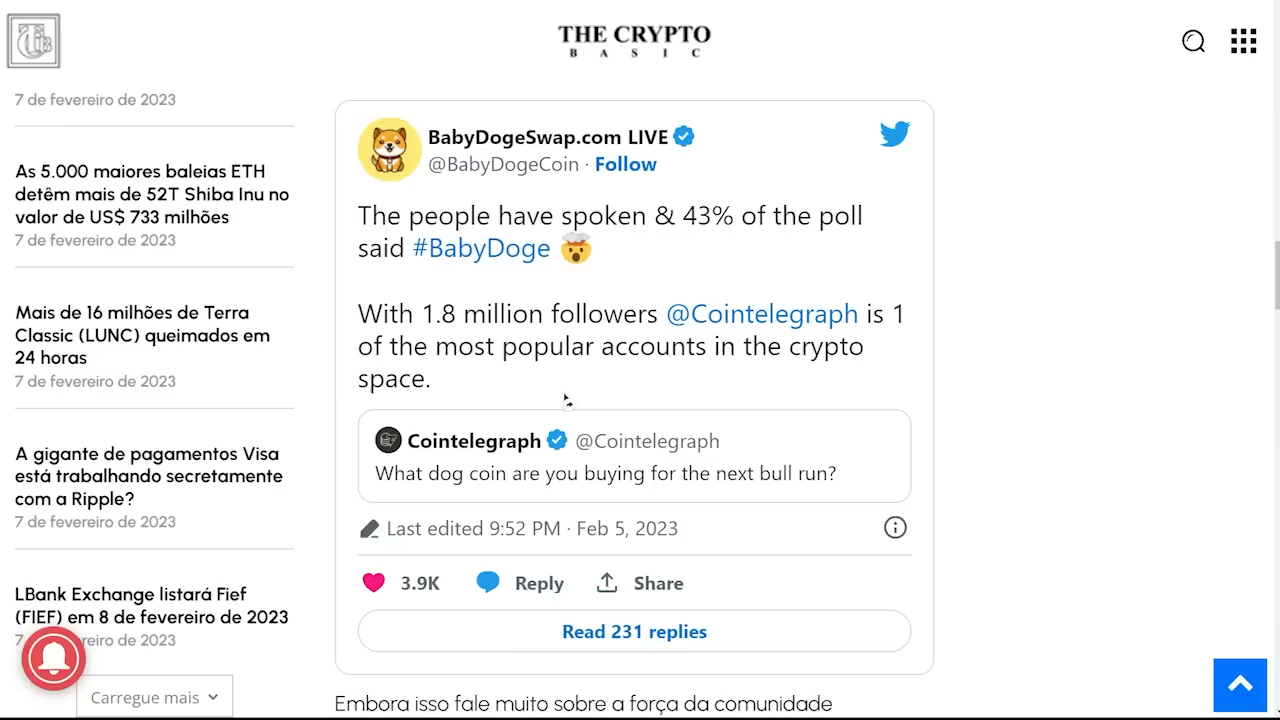 THE CRYPTO
BASIC
7 de fevereiro de 2023
As 5.000 maiores baleias ETH
detêm mais de 52T Shiba Inu no
valor de US$ 733 milhões
7 de fevereiro de 2023
Mais de 16 milhões de Terra
Classic (LUNC) queimados em
24 horas
7 de fevereiro de 2023
A gigante de pagamentos Visa
está trabalhando secretamente
com a Ripple?
7 de fevereiro de 2023
LBank Exchange listará Fief
(FIEF) em 8 de fevereiro de 2023
7 reiro de 2023
Carregue mais
BabyDogeSwap.com LIVE
@BabyDogeCoin · Follow
The people have spoken & 43% of the poll
said #BabyDoge 🤯
With 1.8 million followers @Cointelegraph is 1
of the most popular accounts in the crypto
space.
Cointelegraph @Cointelegraph
What dog coin are you buying for the next bull run?
Last edited 9:52 PM · Feb 5, 2023
3.9K Reply Share
Read 231 replies
Embora isso fale muito sobre a força da comunidade